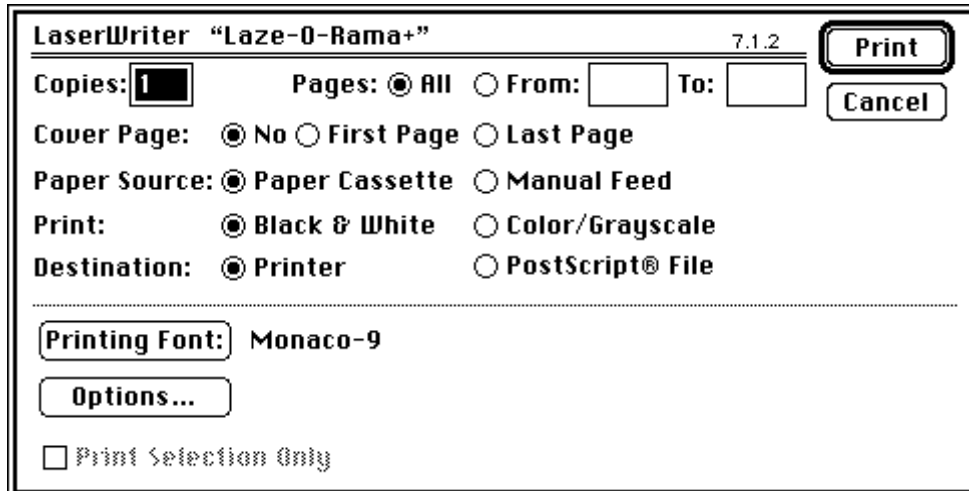 LaserWriter “Laze-O-Rama+” 7.1.2 Print
Copies: 1 Pages: All From: To: Cancel
Cover Page: No First Page Last Page
Paper Source: Paper Cassette Manual Feed
Print: Black & White Color/Grayscale
Destination: Printer PostScript® File
Printing Font: Monaco-9
Options...
Print Selection Only